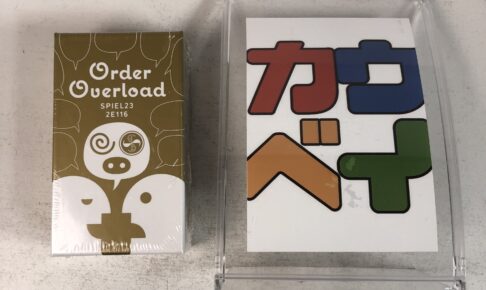 Order
Overload
SPIEL23
2E116
カウ
ベイ